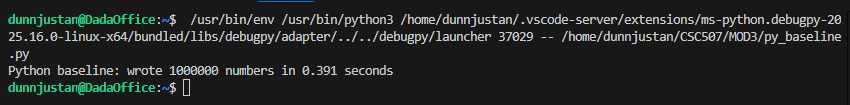 dunnjustan@DadaOffice:~$  /usr/bin/env /usr/bin/python3 /home/dunnjustan/.vscode-server/extensions/ms-python.debugpy-20
25.16.0-linux-x64/bundled/libs/debugpy/adapter/../../debugpy/launcher 37029 -- /home/dunnjustan/CSC507/MOD3/py_baseline
.py
Python baseline: wrote 1000000 numbers in 0.391 seconds
dunnjustan@DadaOffice:~$